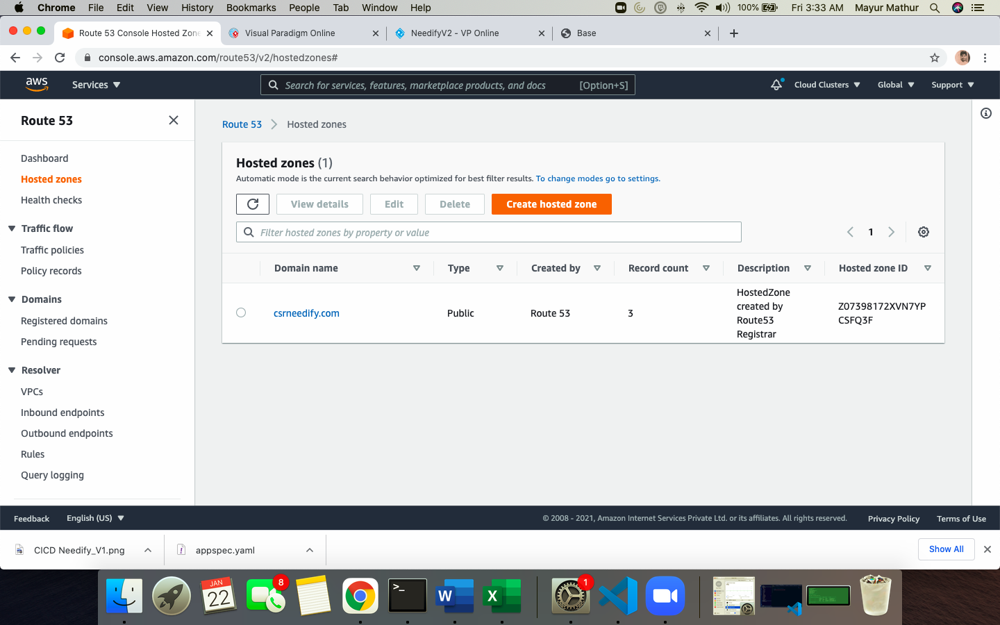 Chrome File Edit View History Bookmarks People Tab Window Help 100% Fri 3:33 AM Mayur Mathur
Route 53 Console Hosted Zone Visual Paradigm Online NeedifyV2 - VP Online Base
console.aws.amazon.com/route53/v2/hostedzones#
aws Services Search for services, features, marketplace products, and docs [Option+S] Cloud Clusters Global Support
Route 53
Dashboard
Hosted zones
Health checks
Traffic flow
Traffic policies
Policy records
Domains
Registered domains
Pending requests
Resolver
VPCs
Inbound endpoints
Outbound endpoints
Rules
Query logging
Route 53 Hosted zones
Hosted zones (1)
Automatic mode is the current search behavior optimized for best filter results. To change modes go to settings.
View details Edit Delete Create hosted zone
Filter hosted zones by property or value 1
Domain name Type Created by Record count Description Hosted zone ID
csrneedify.com Public Route 53 3
HostedZone
created by
Route53
Registrar
Z07398172XVN7YP
CSFQ3F
Feedback English (US) © 2008 - 2021, Amazon Internet Services Private Ltd. or its affiliates. All rights reserved. Privacy Policy Terms of Use
CICD Needify_V1.png appspec.yaml Show All
JAN
22
8
>_
W
X
1